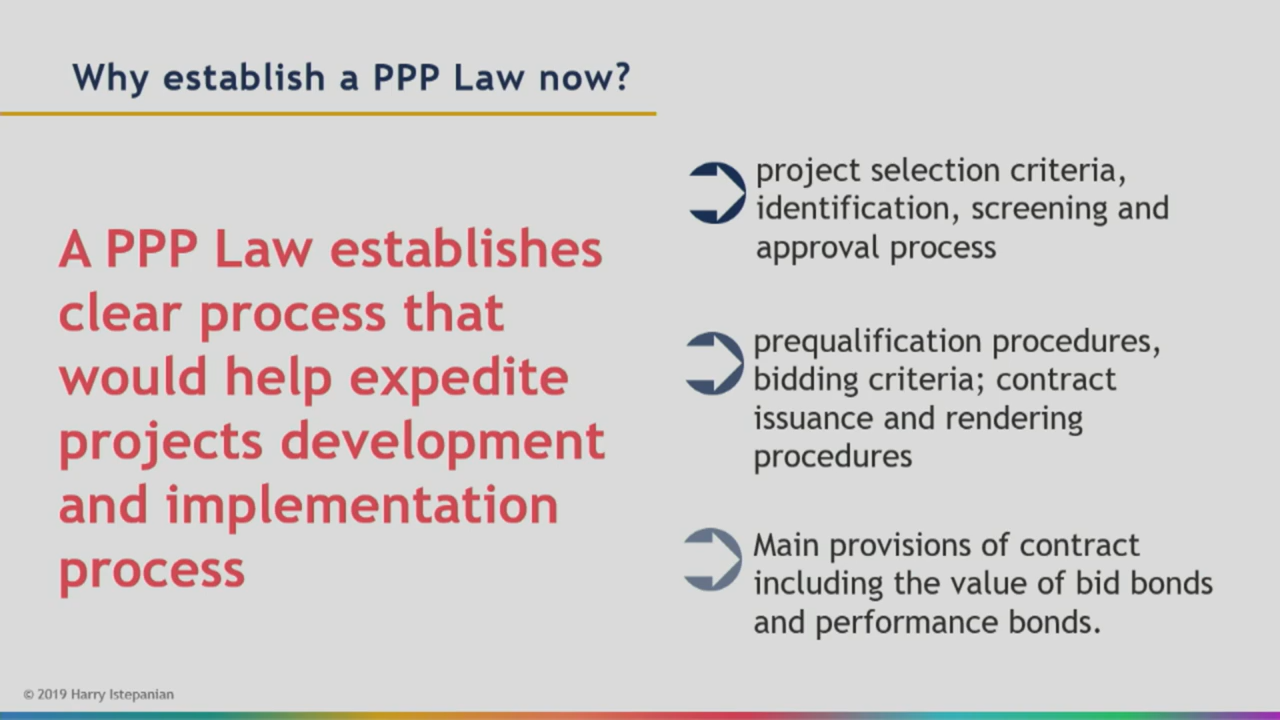 Why establish a PPP Law now?
A PPP Law establishes
clear process that
would help expedite
projects development
and implementation
process
project selection criteria,
identification, screening and
approval process
prequalification procedures,
bidding criteria; contract
issuance and rendering
procedures
Main provisions of contract
including the value of bid bonds
and performance bonds.
© 2019 Harry Istepanian